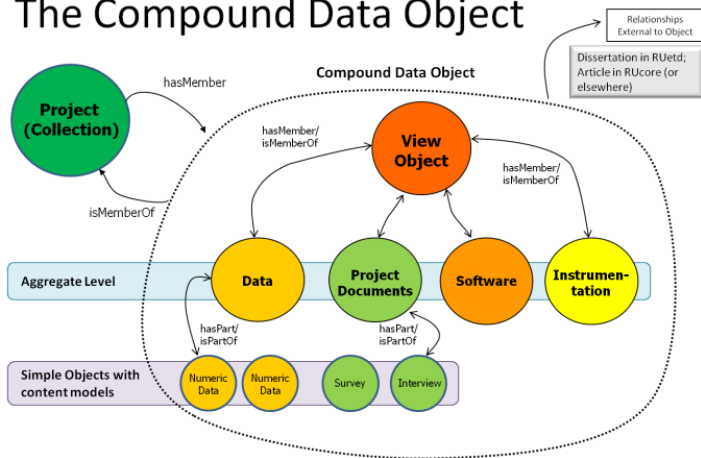 The Compound Data Object
Relationships
External to Object
Dissertation in RUetd;
Article in RUcore (or
elsewhere)
Compound Data Object
hasMember
Project
(Collection)
isMemberOf
hasMember/
isMemberOf
View
Object
hasMember/
isMemberOf
Aggregate Level
Data
Project
Documents
Software
Instrumen-
tation
hasPart/
isPartOf
hasPart/
isPartOf
Simple Objects with
content models
Numeric
Data
Numeric
Data
Survey
Interview